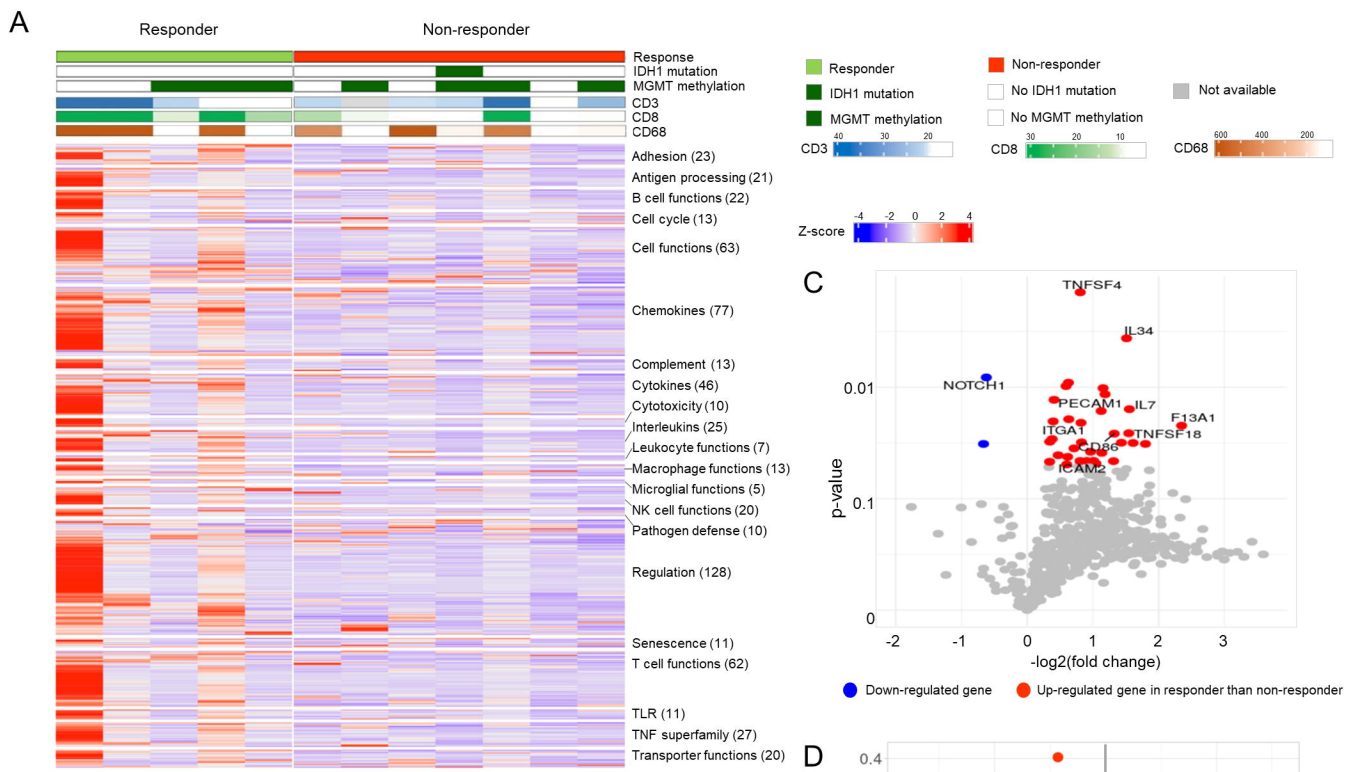 A
Responder
Non-responder
Response
IDH1 mutation
MGMT methylation
CD3
CD8
CD68
Adhesion (23)
Antigen processing (21)
B cell functions (22)
Cell cycle (13)
Cell functions (63)
Chemokines (77)
Complement (13)
Cytokines (46)
Cytotoxicity (10)
Interleukins (25)
Leukocyte functions (7)
Macrophage functions (13)
Microglial functions (5)
NK cell functions (20)
Pathogen defense (10)
Regulation (128)
Senescence (11)
T cell functions (62)
TLR (11)
TNF superfamily (27)
Transporter functions (20)
Responder
Non-responder
IDH1 mutation
No IDH1 mutation
Not available
MGMT methylation
No MGMT methylation
CD3 40 30 20
CD8 30 20 10
CD68 600 400 200
Z-score -4 -2 0 2 4
C
TNFSF4
IL34
NOTCH1
0.01
PECAM1
IL7
F13A1
ITGA1
TNFSF18
CD86
ICAM2
0.1
0
p-value
-2 -1 0 1 2 3
-log2(fold change)
Down-regulated gene
Up-regulated gene in responder than non-responder
D
0.4